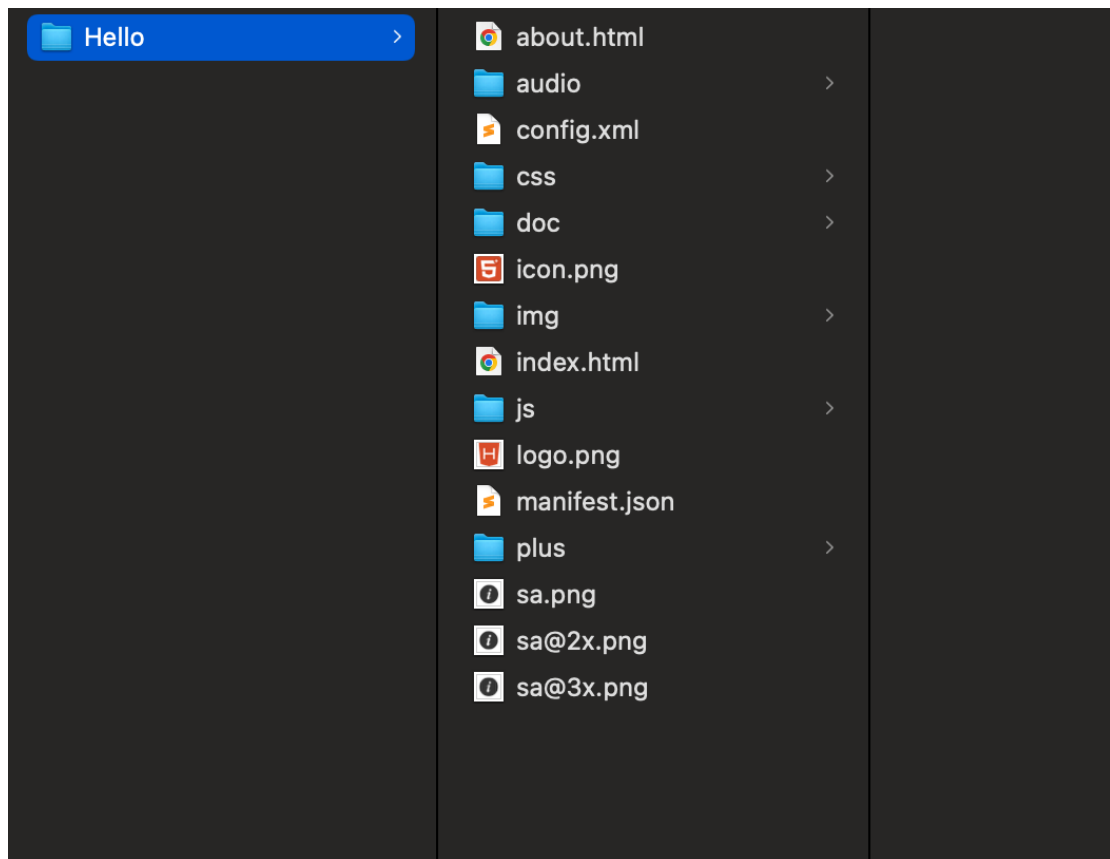 Hello
about.html
audio
config.xml
css
doc
icon.png
img
index.html
js
logo.png
manifest.json
plus
sa.png
sa@2x.png
sa@3x.png